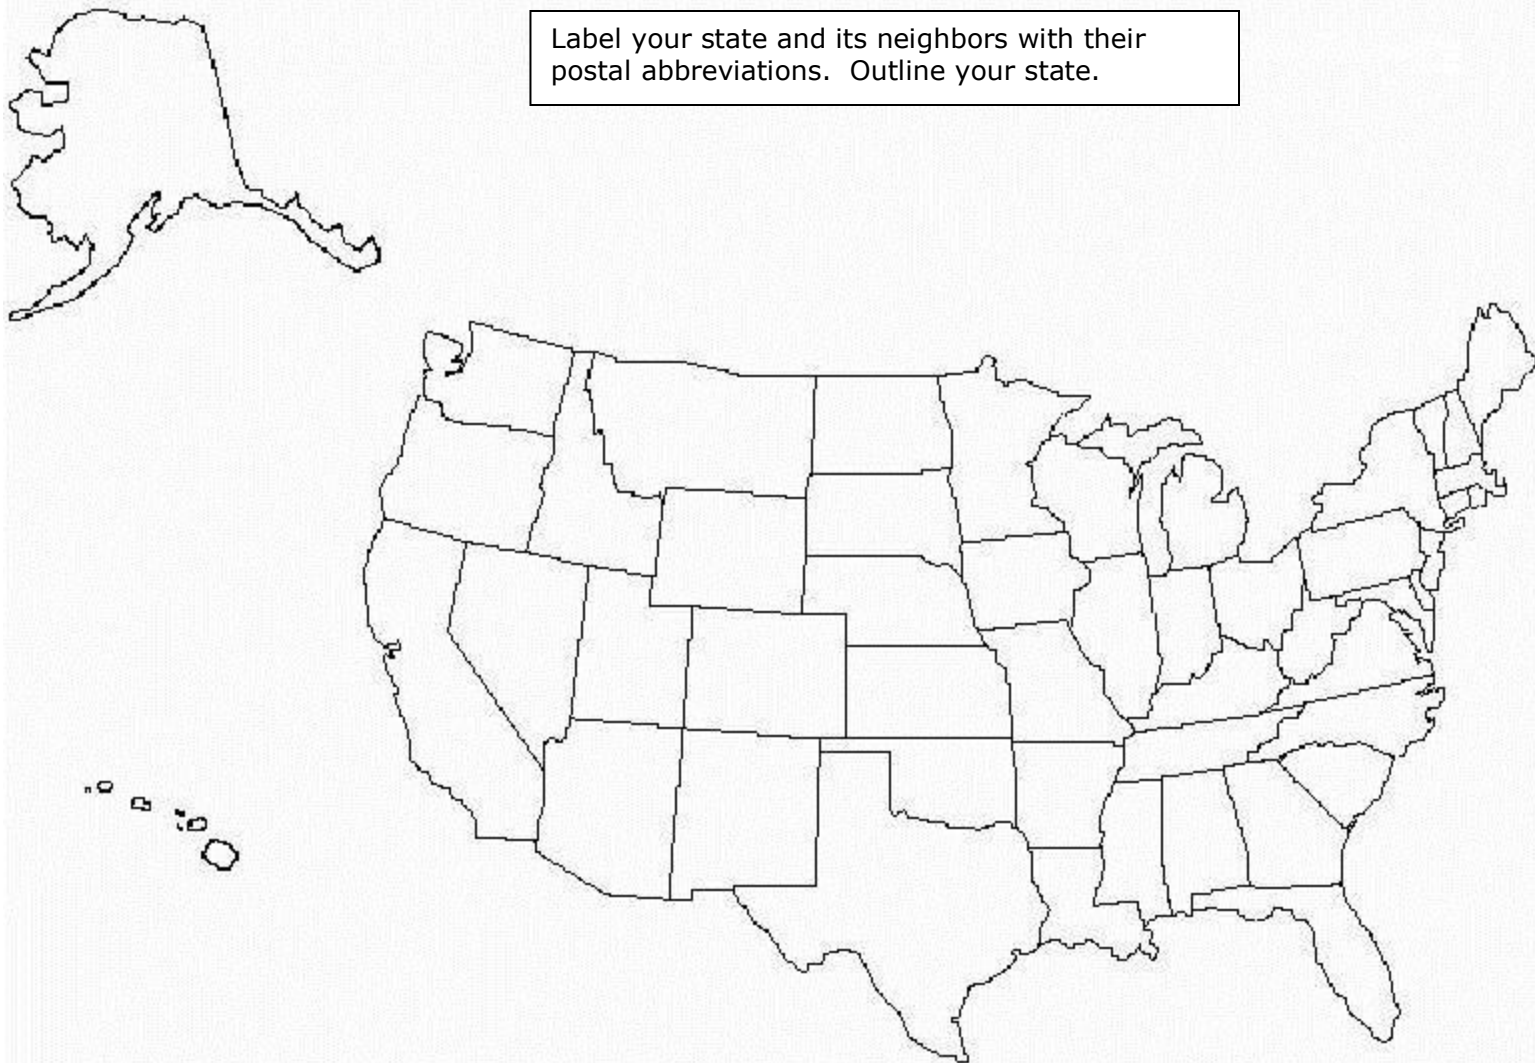 Label your state and its neighbors with their
postal abbreviations.  Outline your state.